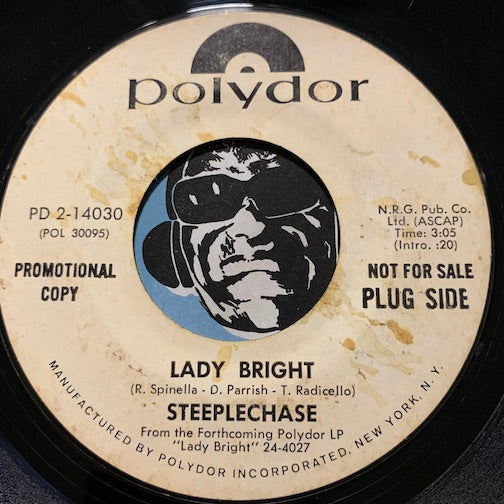 polydor
PD 2-14030
(POL 30095)
N.R.G. Pub. Co.
Ltd. (ASCAP)
Time: 3:05
(Intro. :20)
PROMOTIONAL
COPY
NOT FOR SALE
PLUG SIDE
LADY BRIGHT
(R. Spinella - D. Parrish - T. Radicello)
STEEPLECHASE
From the Forthcoming Polydor LP
"Lady Bright" 24-4027
MANUFACTURED BY POLYDOR INCORPORATED, NEW YORK, N.Y.